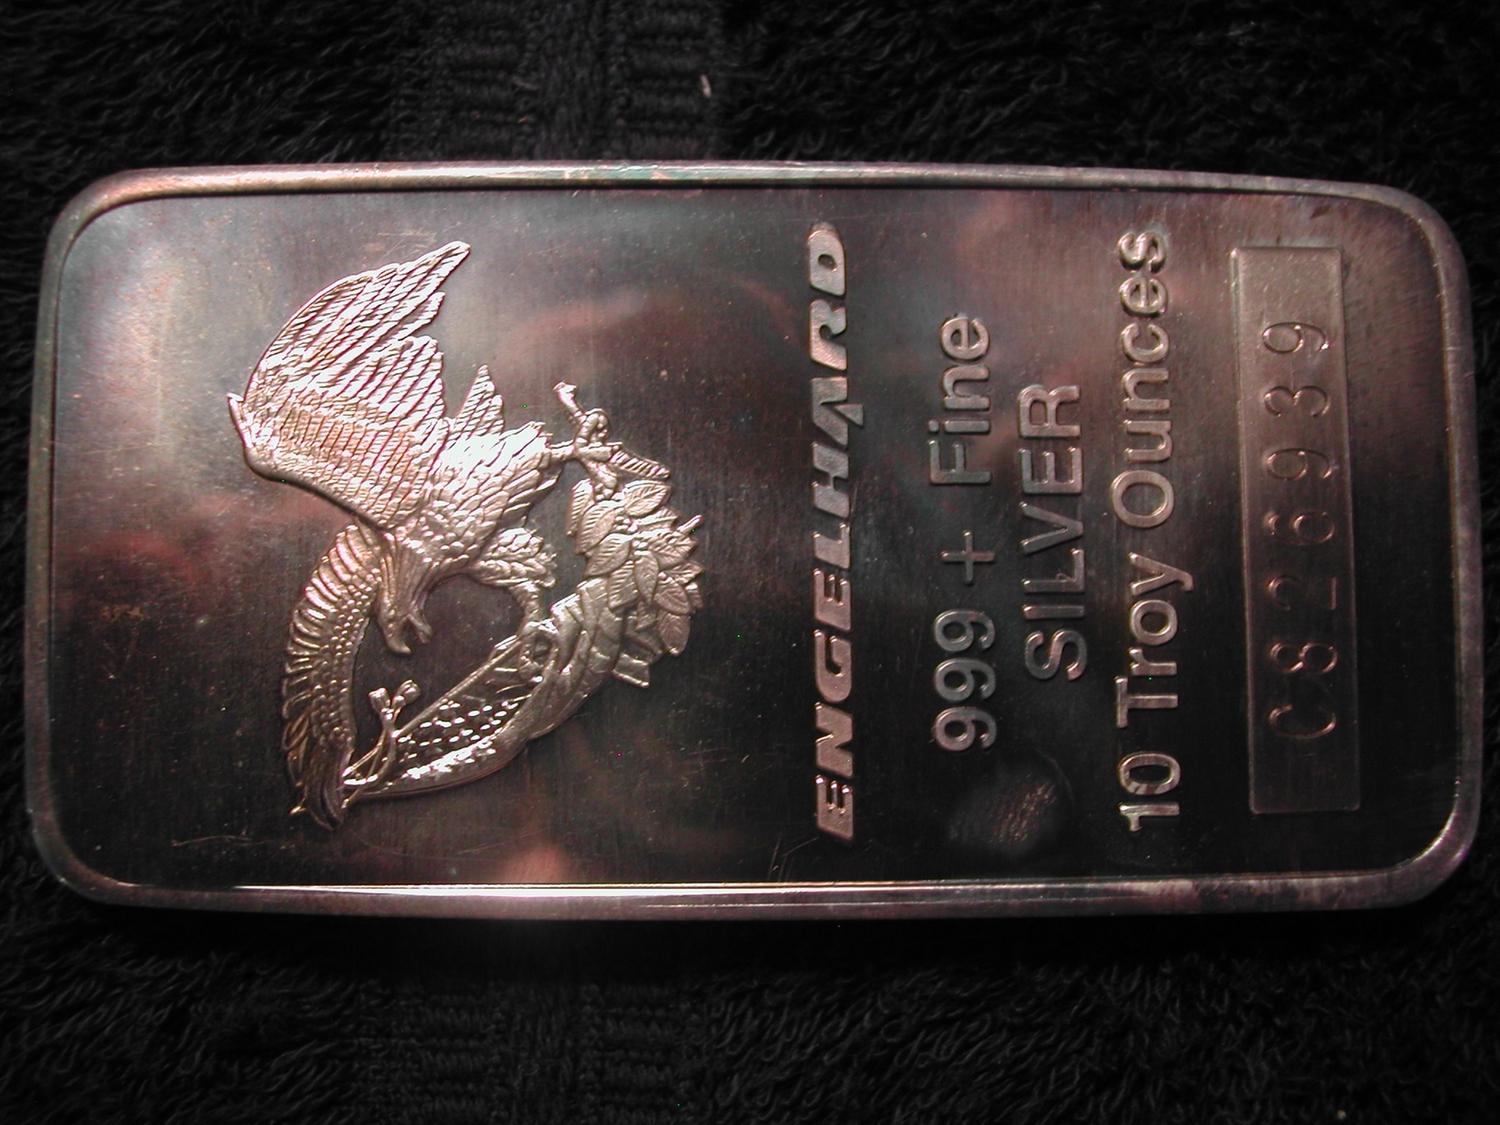 ENGELHARD
999 + Fine
SILVER
10 Troy Ounces
C826939